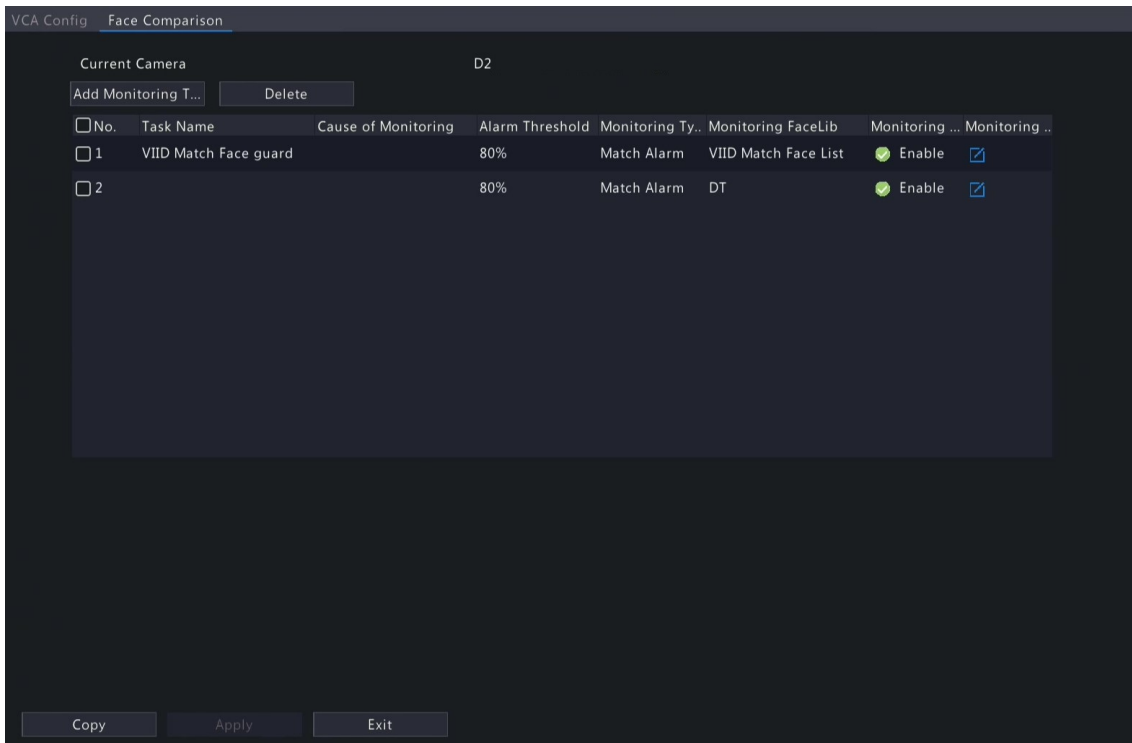 VCA Config Face Comparison
Current Camera D2
Add Monitoring T... Delete
No. Task Name Cause of Monitoring Alarm Threshold Monitoring Ty.. Monitoring FaceLib Monitoring ... Monitoring ..
1 VIID Match Face guard 80% Match Alarm VIID Match Face List Enable
2 80% Match Alarm DT Enable
Copy Apply Exit